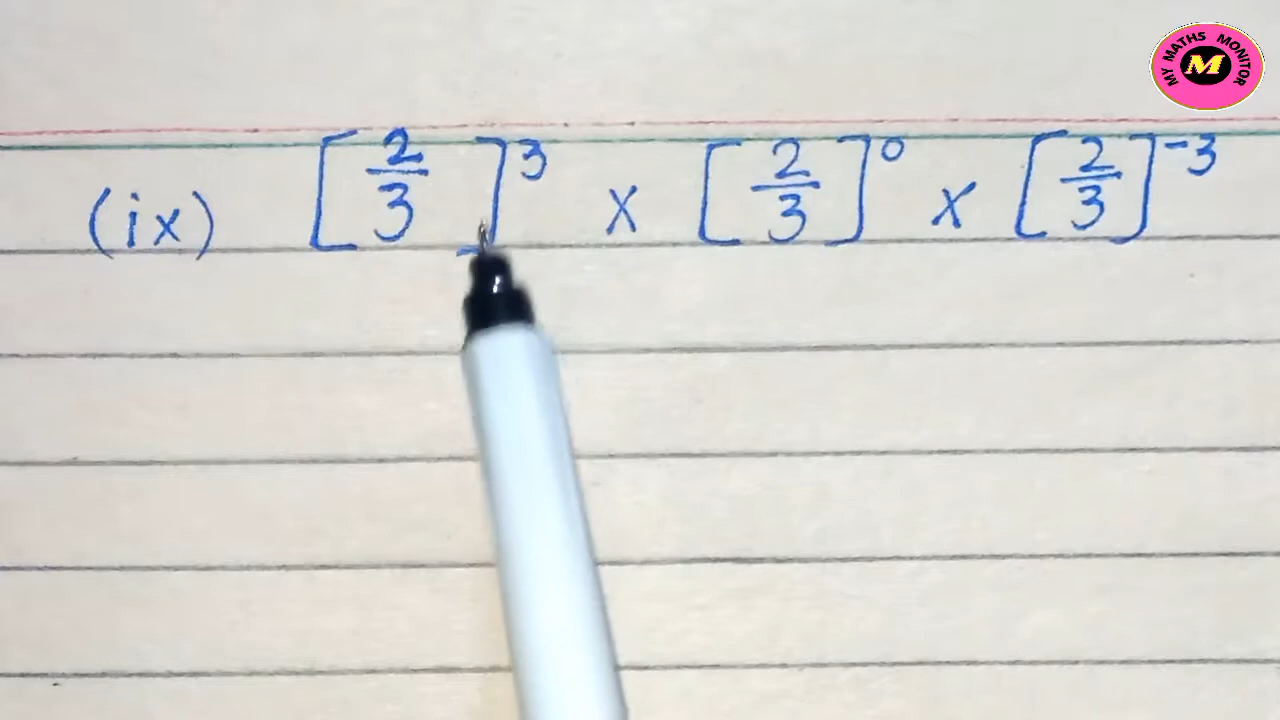 (ix) [2/3]³ × [2/3]⁰ × [2/3]⁻³
MY MATHS MONITOR
M